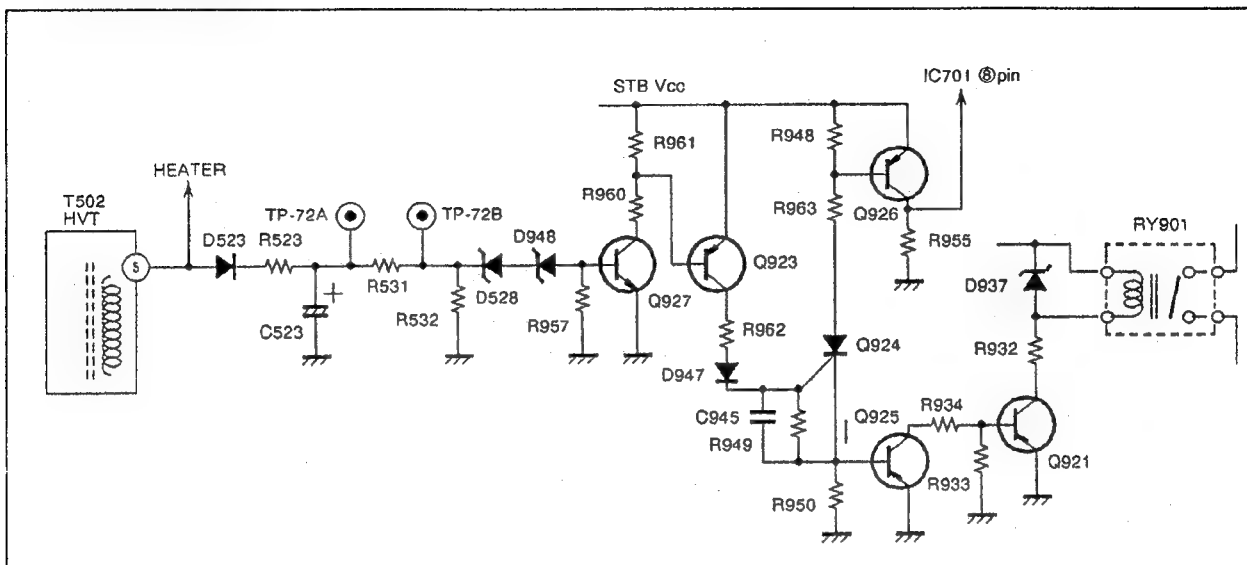 IC701 ⑧pin
STB Vcc
R961
R948
HEATER
R960
T502
HVT
TP-72A
TP-72B
R963
Q926
RY901
D523
R523
D948
S
Q923
R955
D937
R531
D528
Q927
+
C523
R532
R957
R962
Q924
R932
D947
C945
Q925
R934
R949
Q921
R933
R950